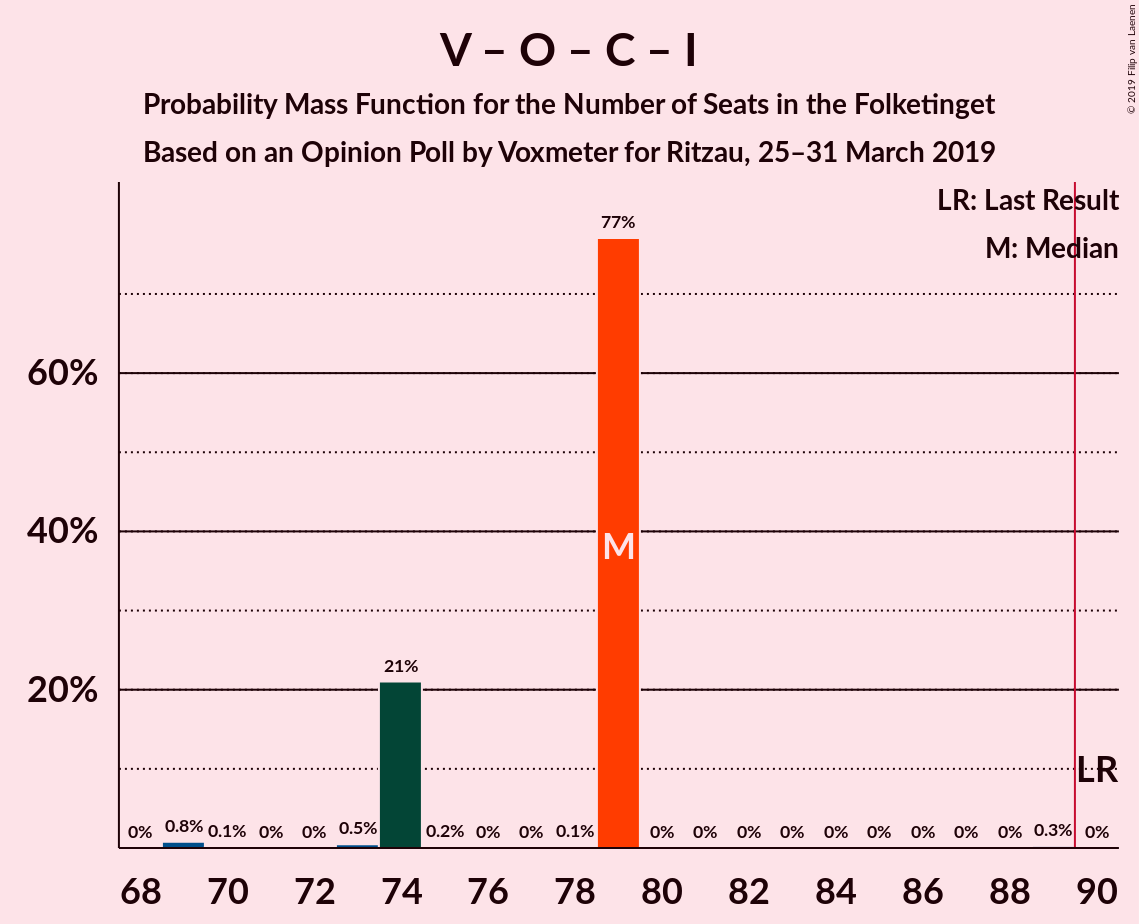 V – O – C – I
Probability Mass Function for the Number of Seats in the Folketinget
Based on an Opinion Poll by Voxmeter for Ritzau, 25–31 March 2019
© 2019 Filip van Laenen
LR: Last Result
M: Median
77%
60%
40%
M
21%
20%
LR
0% 0.8% 0.1% 0% 0% 0.5% 0.2% 0% 0% 0.1% 0% 0% 0% 0% 0% 0% 0% 0% 0% 0.3% 0%
68 70 72 74 76 78 80 82 84 86 88 90